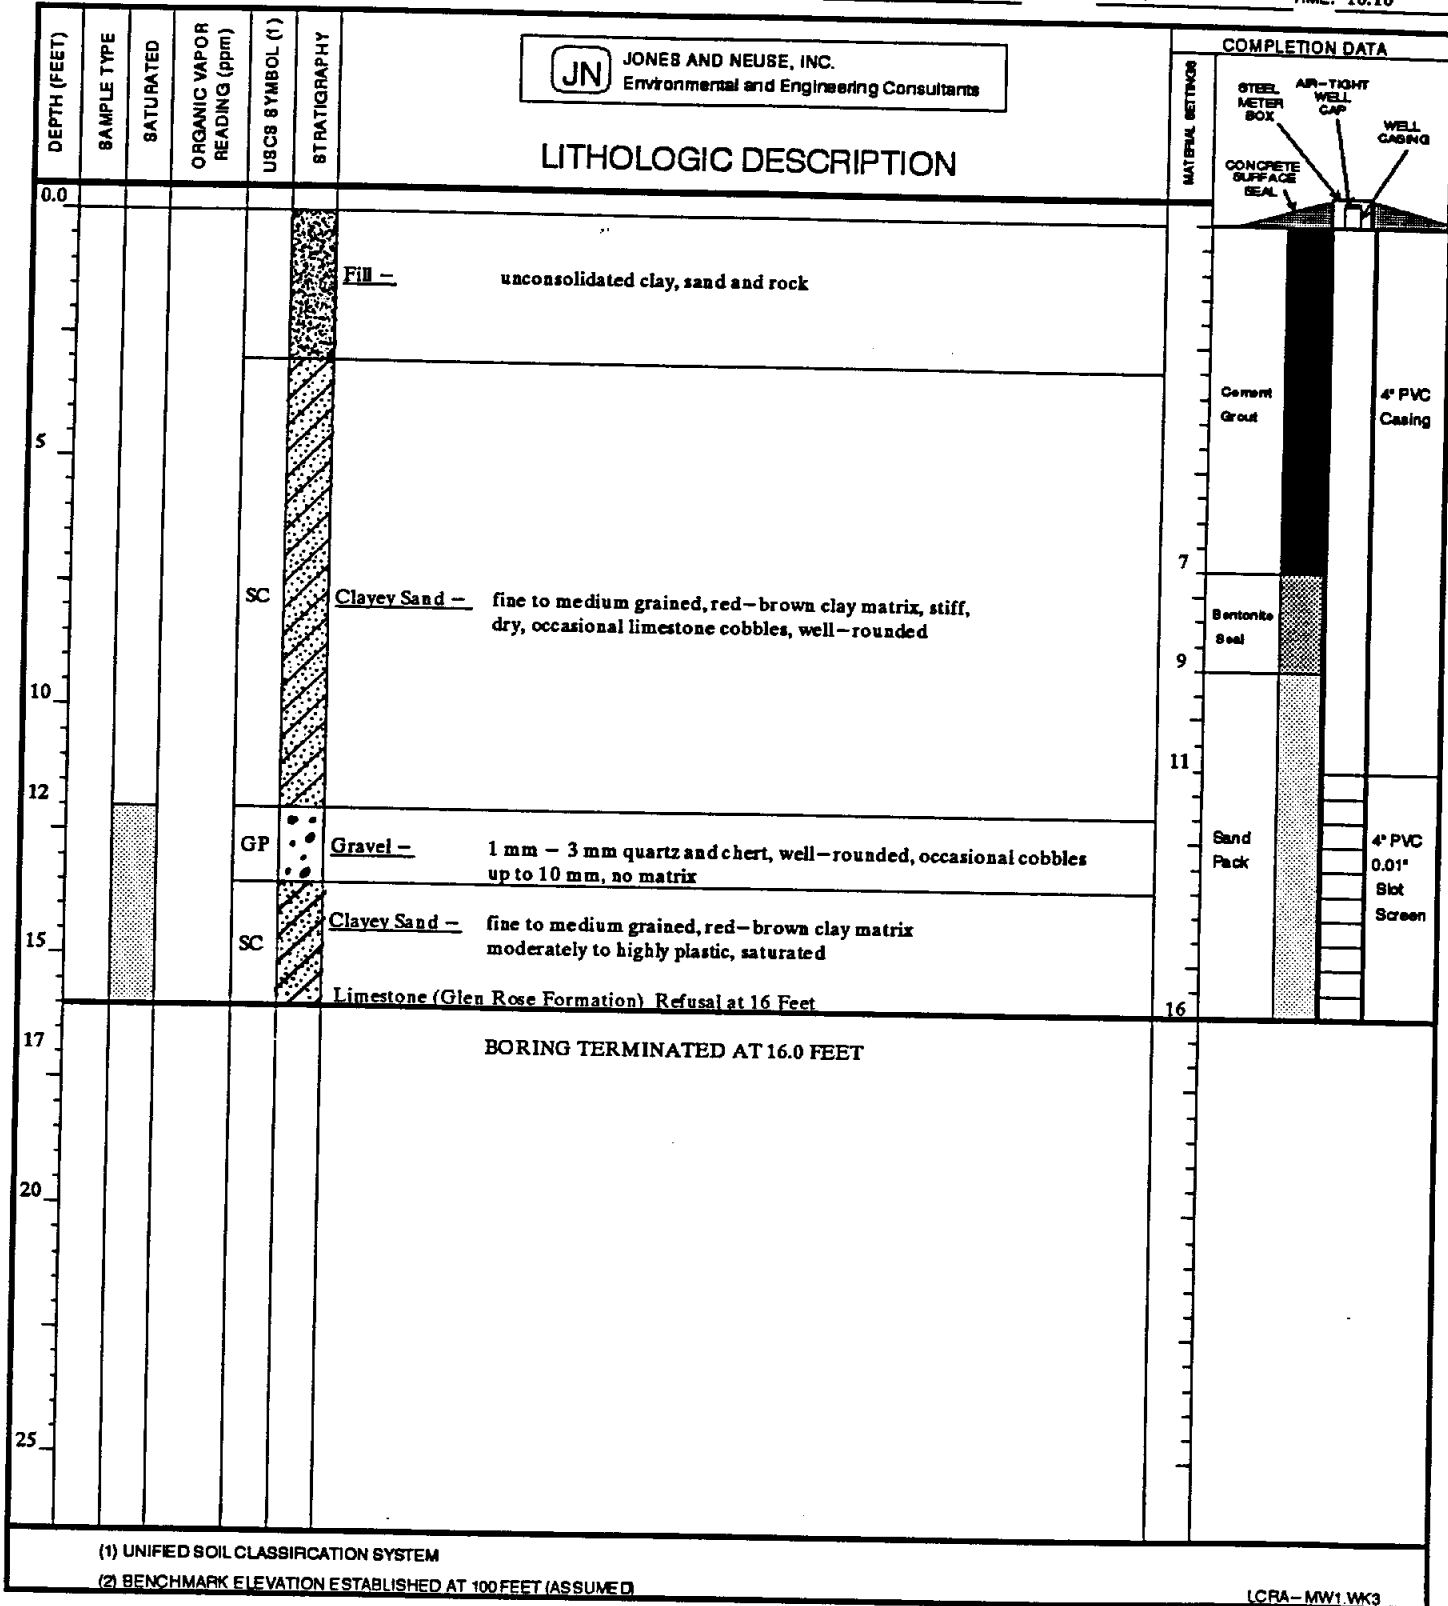 TIME: 10:10
DEPTH (FEET)
SAMPLE TYPE
SATURATED
ORGANIC VAPOR
READING (ppm)
USCS SYMBOL (1)
STRATIGRAPHY
JN
JONES AND NEUSE, INC.
Environmental and Engineering Consultants
LITHOLOGIC DESCRIPTION
MATERIAL SETTINGS
COMPLETION DATA
STEEL
METER
BOX
AIR-TIGHT
WELL
CAP
WELL
CASING
CONCRETE
SURFACE
SEAL
0.0
Fill – unconsolidated clay, sand and rock
Cement
Grout
4" PVC
Casing
5
7
SC
Clayey Sand – fine to medium grained, red-brown clay matrix, stiff,
dry, occasional limestone cobbles, well-rounded
Bentonite
Seal
9
10
11
12
GP
Gravel – 1 mm – 3 mm quartz and chert, well-rounded, occasional cobbles
up to 10 mm, no matrix
Sand
Pack
4" PVC
0.01"
Slot
Screen
15
SC
Clayey Sand – fine to medium grained, red-brown clay matrix
moderately to highly plastic, saturated
Limestone (Glen Rose Formation) Refusal at 16 Feet
16
17
BORING TERMINATED AT 16.0 FEET
20
25
(1) UNIFIED SOIL CLASSIFICATION SYSTEM
(2) BENCHMARK ELEVATION ESTABLISHED AT 100 FEET (ASSUMED)
LCRA-MW1.WK3